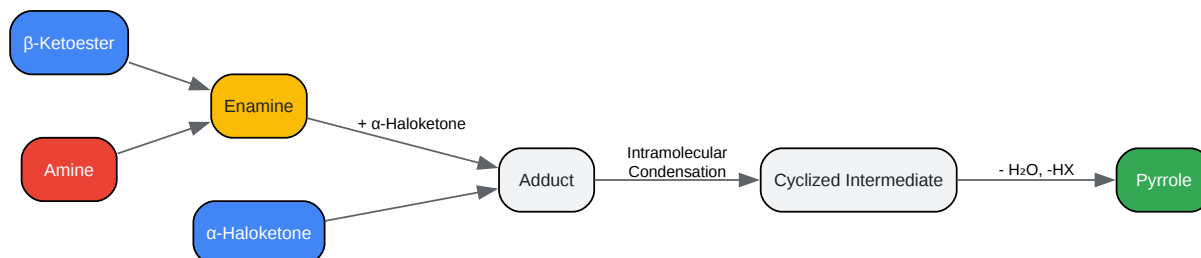 β-Ketoester
Enamine
+ α-Haloketone
Amine
Intramolecular
Condensation
Adduct
Cyclized Intermediate
- H₂O, -HX
Pyrrole
α-Haloketone